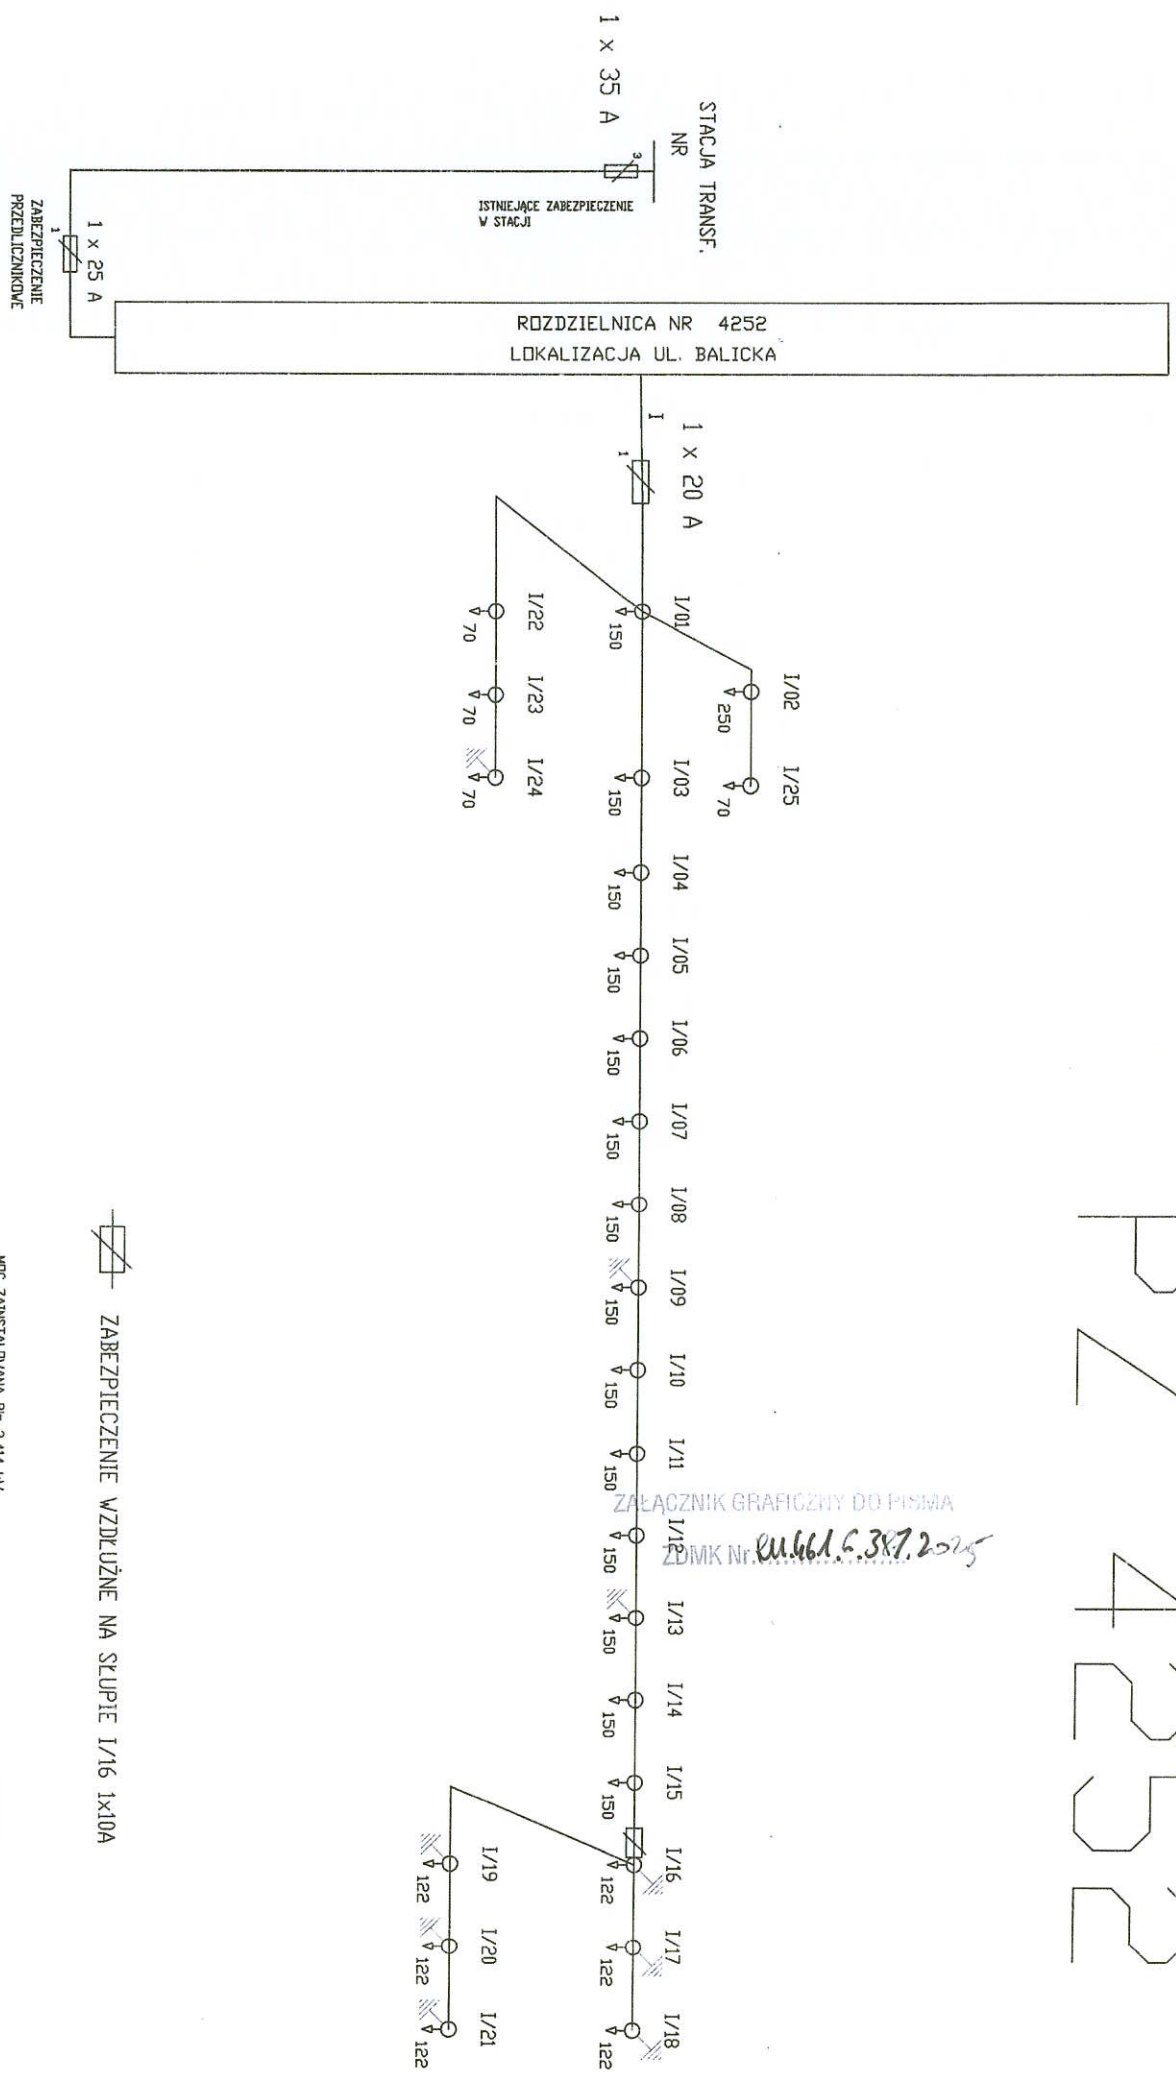 PZ 4252
STACJA TRANSF.
NR
1 x 35 A
3
ISTNIEJĄCE ZABEZPIECZENIE
W STACJI
1 x 25 A
1
ZABEZPIECZENIE
PRZEDLICZNIKOWE
ROZDZIELNICA NR 4252
LOKALIZACJA UL. BALICKA
I
1 x 20 A
1
I/02
250
I/25
70
I/01
150
I/03
150
I/04
150
I/05
150
I/06
150
I/07
150
I/08
150
I/09
150
I/10
150
I/11
150
I/12
150
I/13
150
I/14
150
I/15
150
I/16
122
I/17
122
I/18
122
I/22
70
I/23
70
I/24
70
I/19
122
I/20
122
I/21
122
ZAŁĄCZNIK GRAFICZNY DO PISMA
ZDMK Nr.
ZABEZPIECZENIE WZDŁUŻNE NA SŁUPIE I/16 1x10A